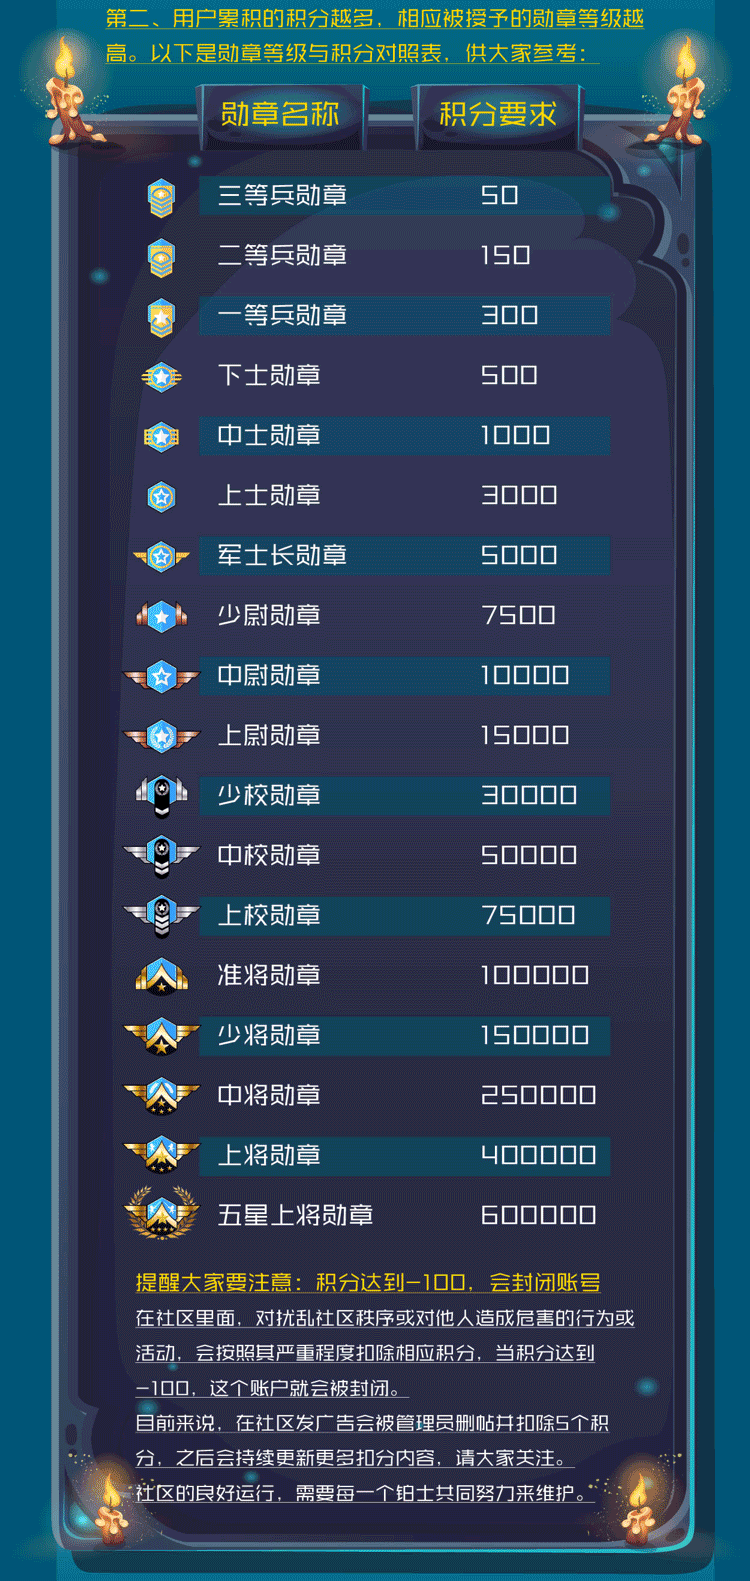 第二、用户累积的积分越多，相应被授予的勋章等级越
高。以下是勋章等级与积分对照表，供大家参考：
勋章名称 积分要求
三等兵勋章 50
二等兵勋章 150
一等兵勋章 300
下士勋章 500
中士勋章 1000
上士勋章 3000
军士长勋章 5000
少尉勋章 7500
中尉勋章 10000
上尉勋章 15000
少校勋章 30000
中校勋章 50000
上校勋章 75000
准将勋章 100000
少将勋章 150000
中将勋章 250000
上将勋章 400000
五星上将勋章 600000
提醒大家要注意：积分达到-100，会封闭账号
在社区里面，对扰乱社区秩序或对他人造成危害的行为或
活动，会按照其严重程度扣除相应积分，当积分达到
-100，这个账户就会被封闭。
目前来说，在社区发广告会被管理员删帖并扣除5个积
分，之后会持续更新更多扣分内容，请大家关注。
社区的良好运行，需要每一个铂士共同努力来维护。